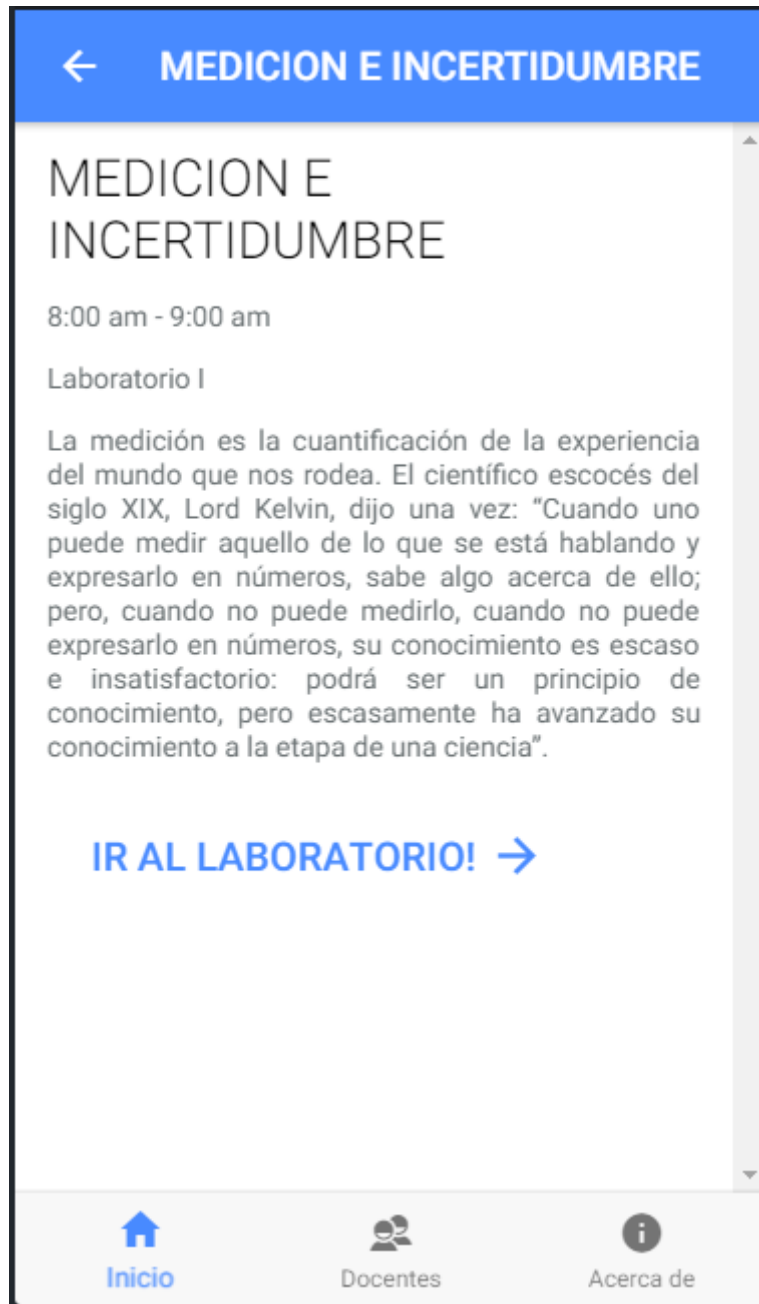 MEDICION E INCERTIDUMBRE
MEDICION E
INCERTIDUMBRE
8:00 am - 9:00 am
Laboratorio I
La medición es la cuantificación de la experiencia
del mundo que nos rodea. El científico escocés del
siglo XIX, Lord Kelvin, dijo una vez: “Cuando uno
puede medir aquello de lo que se está hablando y
expresarlo en números, sabe algo acerca de ello;
pero, cuando no puede medirlo, cuando no puede
expresarlo en números, su conocimiento es escaso
e insatisfactorio: podrá ser un principio de
conocimiento, pero escasamente ha avanzado su
conocimiento a la etapa de una ciencia”.
IR AL LABORATORIO!
Inicio Docentes Acerca de